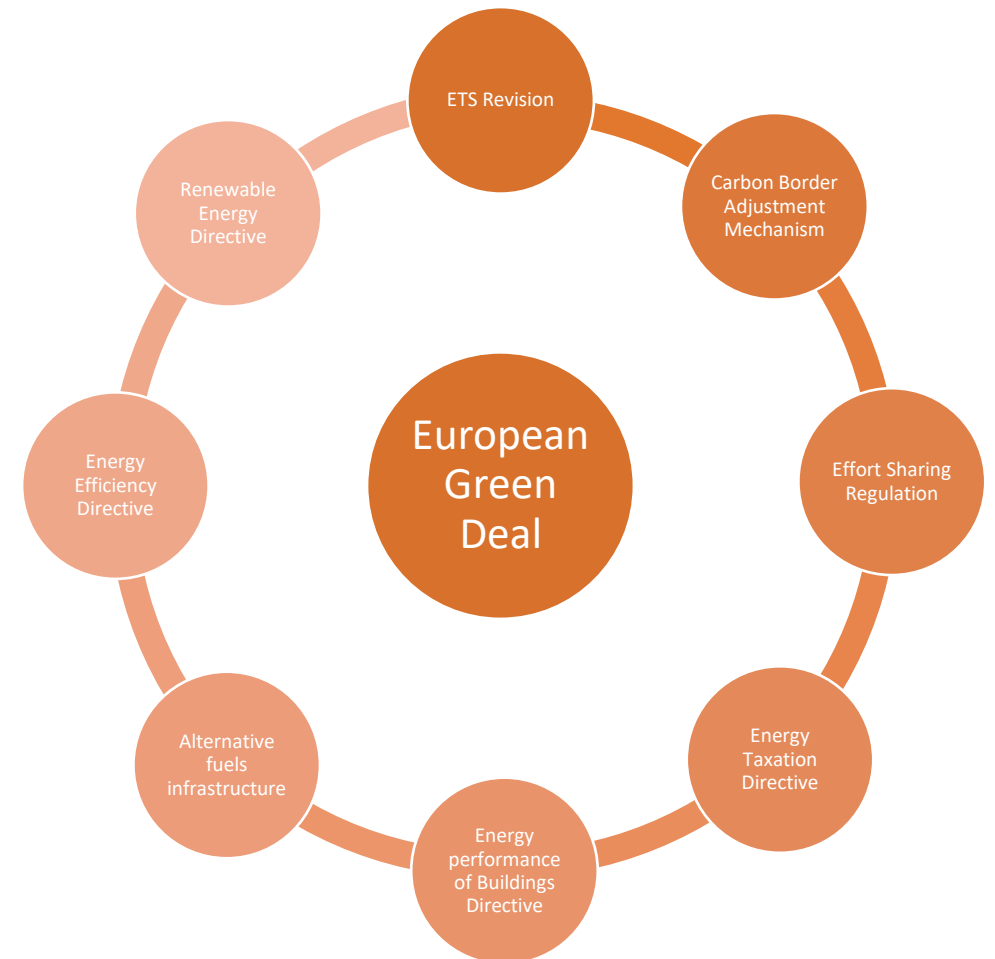 ETS Revision
Carbon Border
Adjustment
Mechanism
Effort Sharing
Regulation
Energy
Taxation
Directive
Energy
performance
of Buildings
Directive
Alternative
fuels
infrastructure
Energy
Efficiency
Directive
Renewable
Energy
Directive
European
Green
Deal